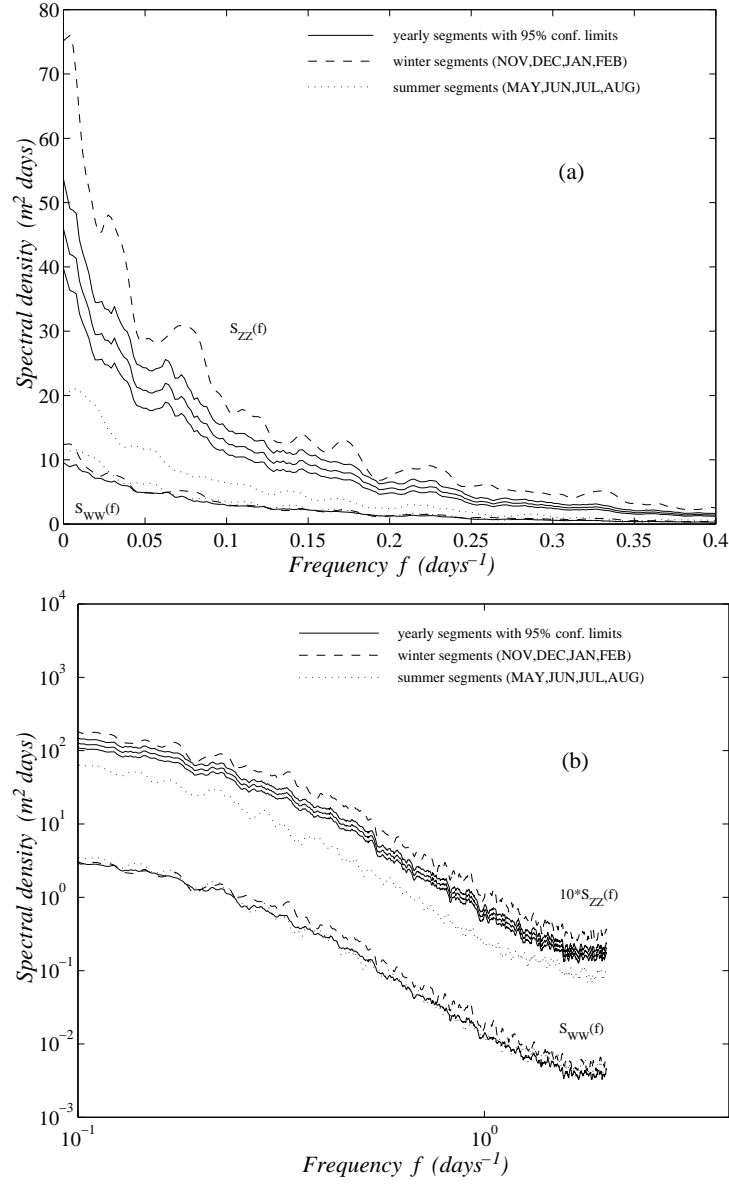 80
70
60
50
40
30
20
10
0
Spectral density (m² days)
yearly segments with 95% conf. limits
winter segments (NOV,DEC,JAN,FEB)
summer segments (MAY,JUN,JUL,AUG)
(a)
S_ZZ(f)
S_WW(f)
0 0.05 0.1 0.15 0.2 0.25 0.3 0.35 0.4
Frequency f (days⁻¹)
10⁴
10³
10²
10¹
10⁰
10⁻¹
10⁻²
10⁻³
Spectral density (m² days)
yearly segments with 95% conf. limits
winter segments (NOV,DEC,JAN,FEB)
summer segments (MAY,JUN,JUL,AUG)
(b)
10*S_ZZ(f)
S_WW(f)
10⁻¹ 10⁰
Frequency f (days⁻¹)